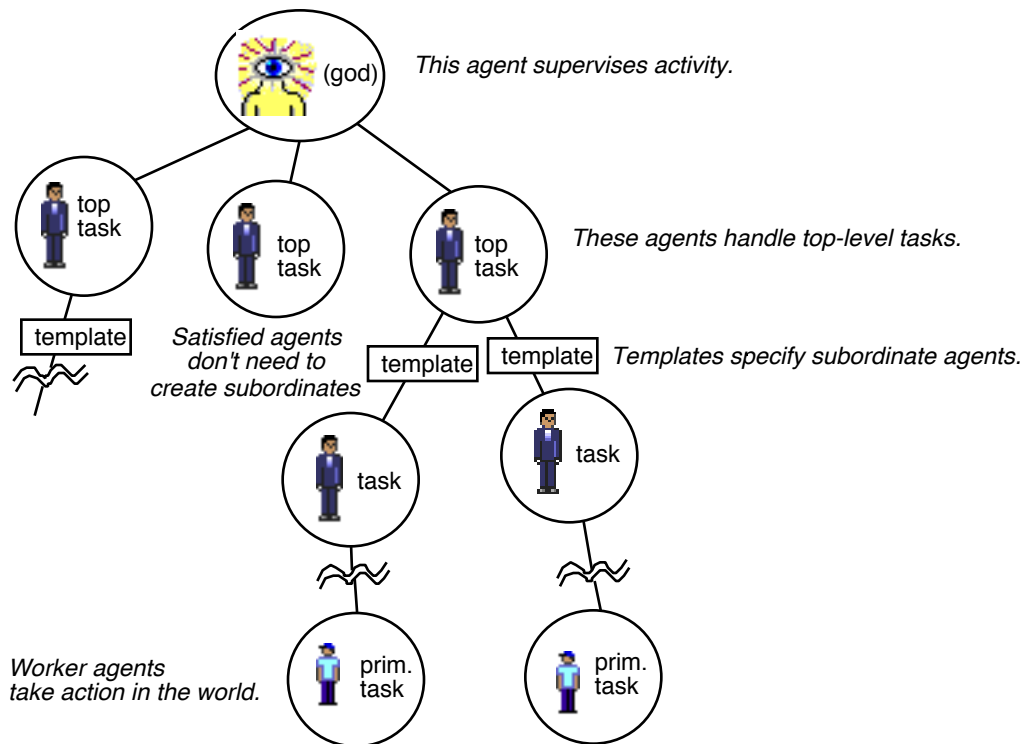 (god)
This agent supervises activity.
top
task
top
task
top
task
These agents handle top-level tasks.
template
Satisfied agents
don't need to
create subordinates
template
template
Templates specify subordinate agents.
task
task
Worker agents
take action in the world.
prim.
task
prim.
task